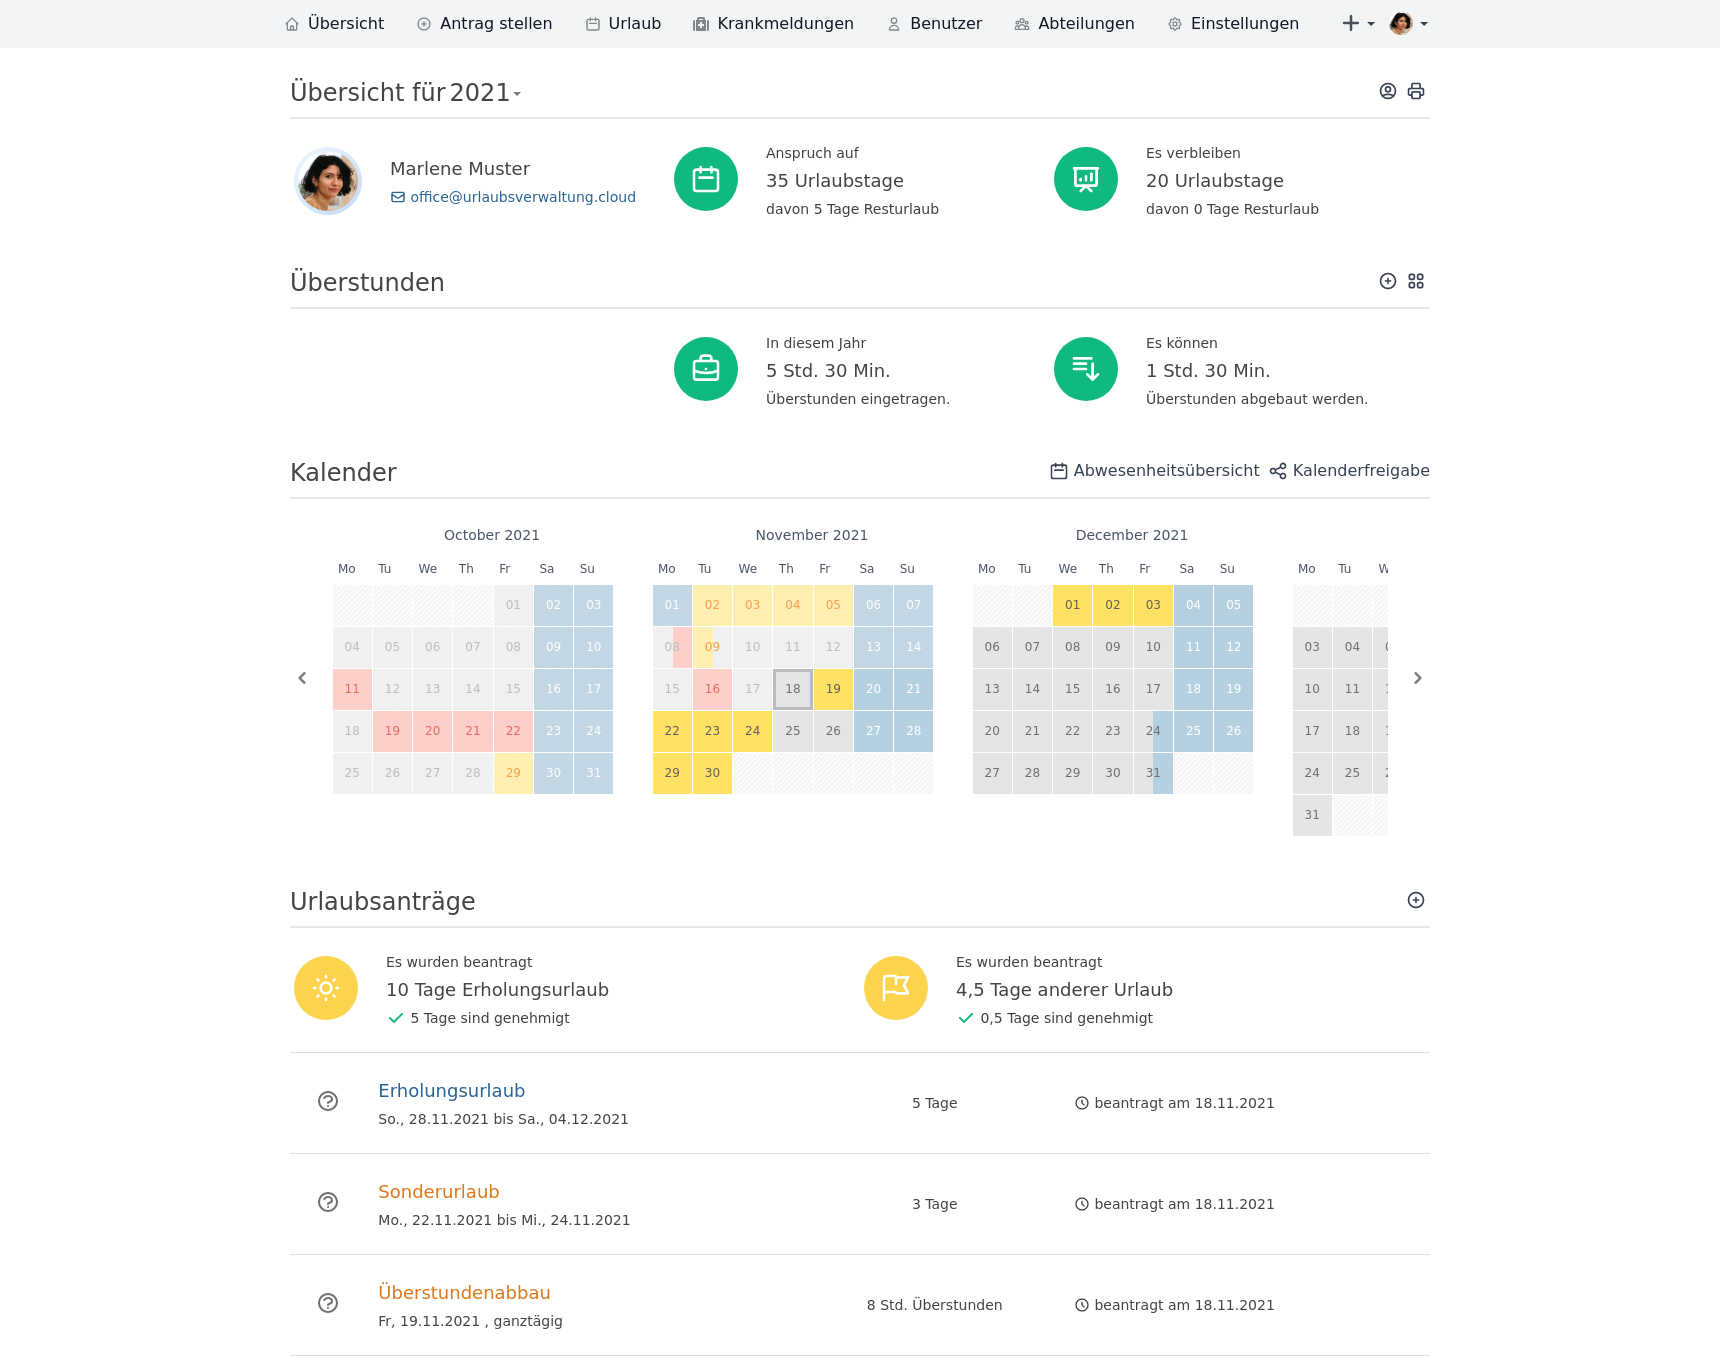 Übersicht Antrag stellen Urlaub Krankmeldungen Benutzer Abteilungen Einstellungen
Übersicht für 2021
Marlene Muster
office@urlaubsverwaltung.cloud
Anspruch auf
35 Urlaubstage
davon 5 Tage Resturlaub
Es verbleiben
20 Urlaubstage
davon 0 Tage Resturlaub
Überstunden
In diesem Jahr
5 Std. 30 Min.
Überstunden eingetragen.
Es können
1 Std. 30 Min.
Überstunden abgebaut werden.
Kalender
Abwesenheitsübersicht Kalenderfreigabe
October 2021
Mo Tu We Th Fr Sa Su
01 02 03
04 05 06 07 08 09 10
11 12 13 14 15 16 17
18 19 20 21 22 23 24
25 26 27 28 29 30 31
November 2021
Mo Tu We Th Fr Sa Su
01 02 03 04 05 06 07
08 09 10 11 12 13 14
15 16 17 18 19 20 21
22 23 24 25 26 27 28
29 30
December 2021
Mo Tu We Th Fr Sa Su
01 02 03 04 05
06 07 08 09 10 11 12
13 14 15 16 17 18 19
20 21 22 23 24 25 26
27 28 29 30 31
Mo Tu
03 04
10 11
17 18
24 25
31
Urlaubsanträge
Es wurden beantragt
10 Tage Erholungsurlaub
5 Tage sind genehmigt
Es wurden beantragt
4,5 Tage anderer Urlaub
0,5 Tage sind genehmigt
Erholungsurlaub
So., 28.11.2021 bis Sa., 04.12.2021
5 Tage
beantragt am 18.11.2021
Sonderurlaub
Mo., 22.11.2021 bis Mi., 24.11.2021
3 Tage
beantragt am 18.11.2021
Überstundenabbau
Fr, 19.11.2021 , ganztägig
8 Std. Überstunden
beantragt am 18.11.2021